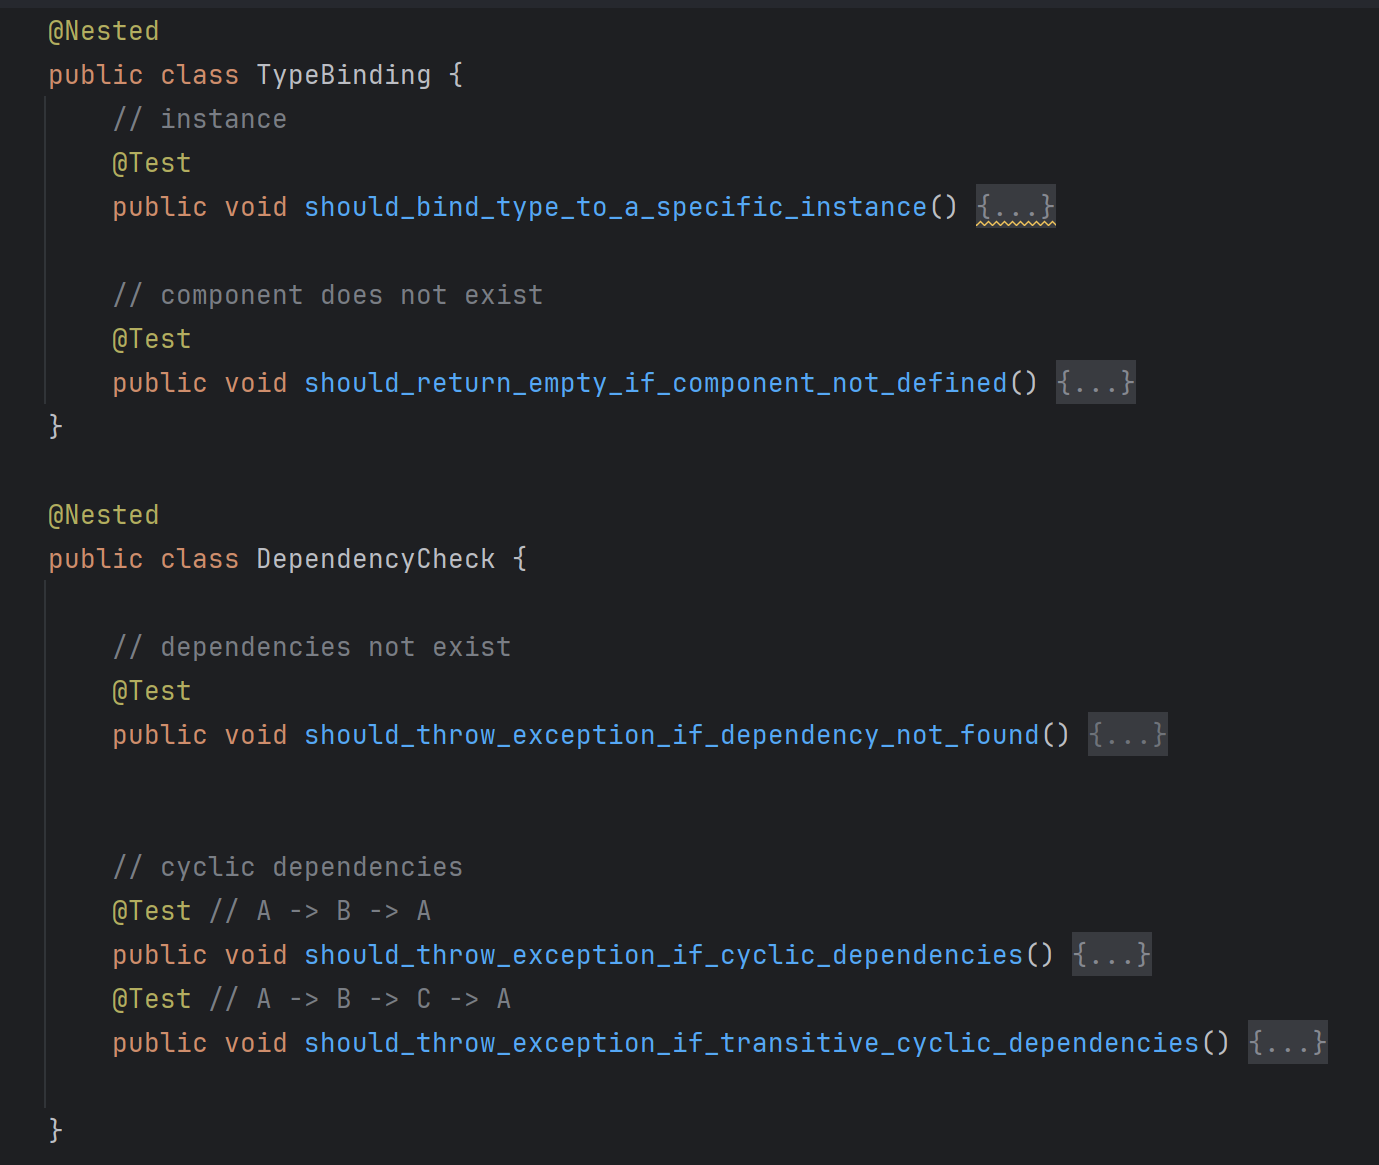 @Nested
public class TypeBinding {
// instance
@Test
public void should_bind_type_to_a_specific_instance() {...}
// component does not exist
@Test
public void should_return_empty_if_component_not_defined() {...}
}
@Nested
public class DependencyCheck {
// dependencies not exist
@Test
public void should_throw_exception_if_dependency_not_found() {...}
// cyclic dependencies
@Test // A -> B -> A
public void should_throw_exception_if_cyclic_dependencies() {...}
@Test // A -> B -> C -> A
public void should_throw_exception_if_transitive_cyclic_dependencies() {...}
}